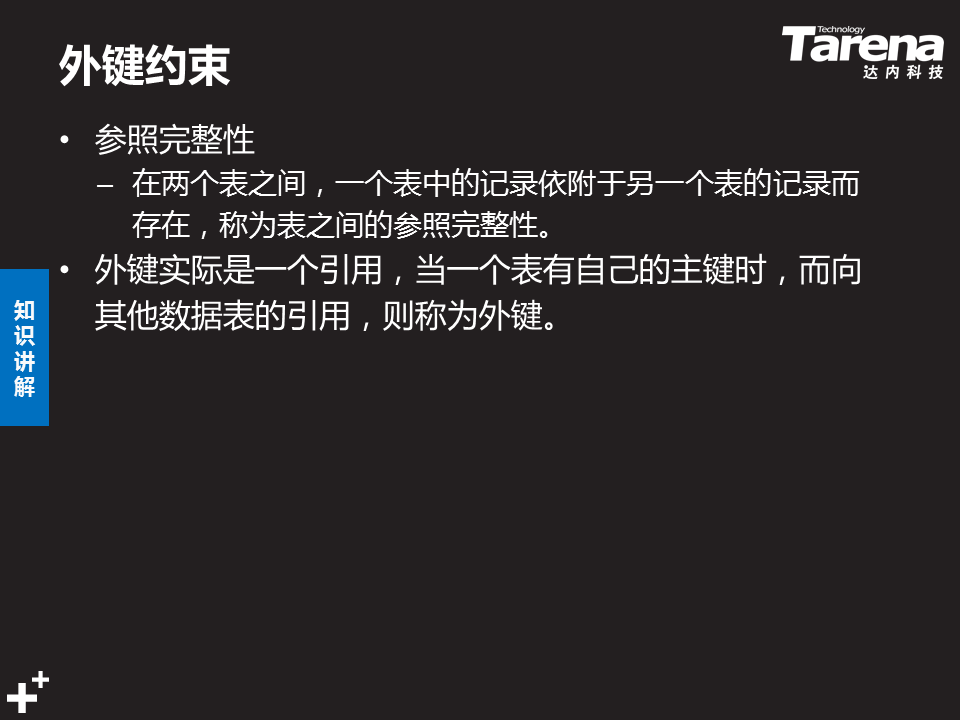 外键约束
Technology
Tarena
达内科技
• 参照完整性
– 在两个表之间，一个表中的记录依附于另一个表的记录而
存在，称为表之间的参照完整性。
• 外键实际是一个引用，当一个表有自己的主键时，而向
其他数据表的引用，则称为外键。
知
识
讲
解